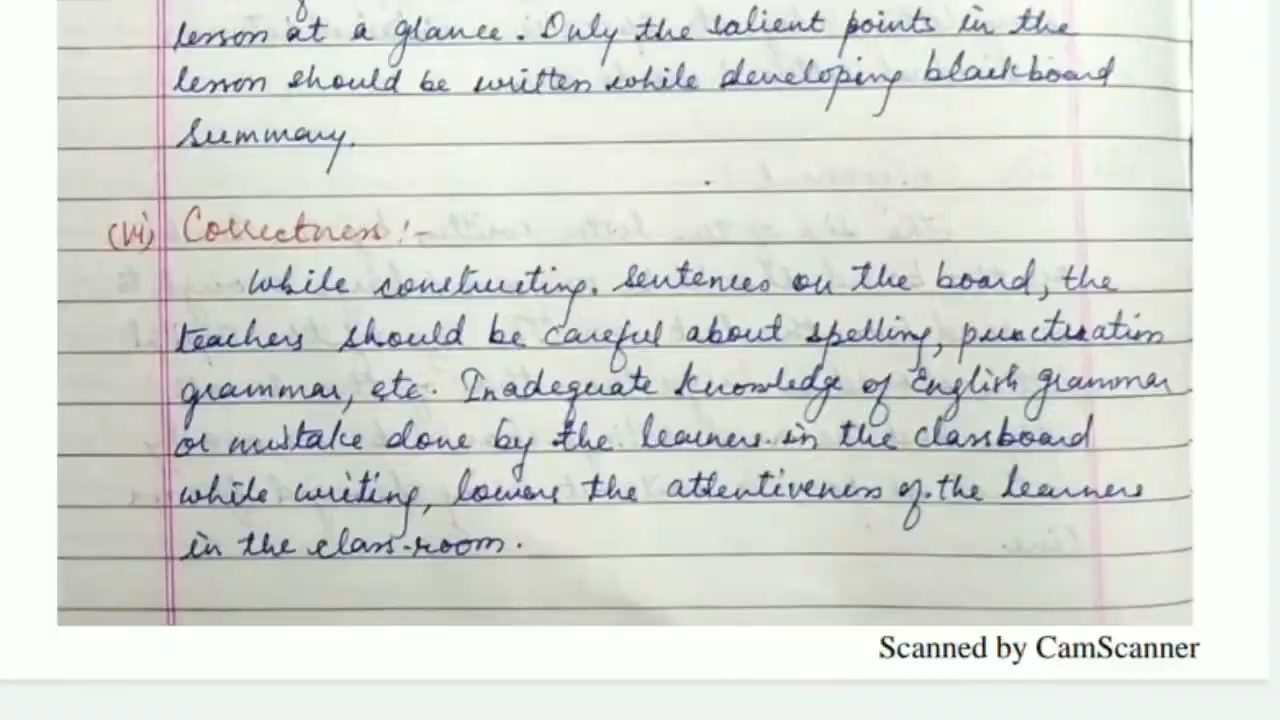 lesson at a glance. Only the salient points in the
lesson should be written while developing blackboard
summary.
(vi) Correctness :-
While constructing, sentences on the board, the
teachers should be careful about spelling, punctuation
grammar, etc. Inadequate knowledge of English grammar
or mistake done by the learners in the classboard
while writing, lowers the attentiveness of the learners
in the class-room.
Scanned by CamScanner